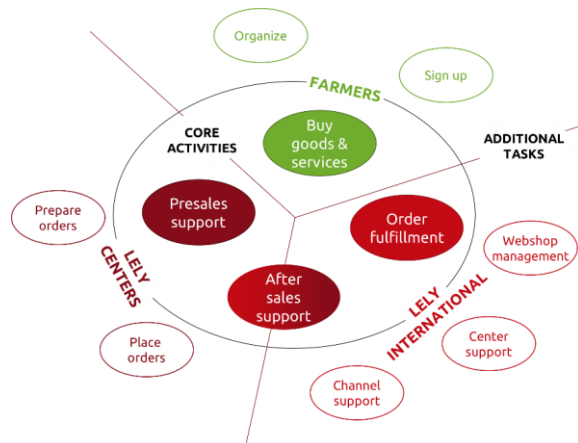 Organize
Sign up
FARMERS
Buy
goods &
services
CORE
ACTIVITIES
ADDITIONAL
TASKS
Presales
support
Order
fulfillment
Prepare
orders
Webshop
management
LELY
CENTERS
After
sales
support
LELY
INTERNATIONAL
Center
support
Place
orders
Channel
support